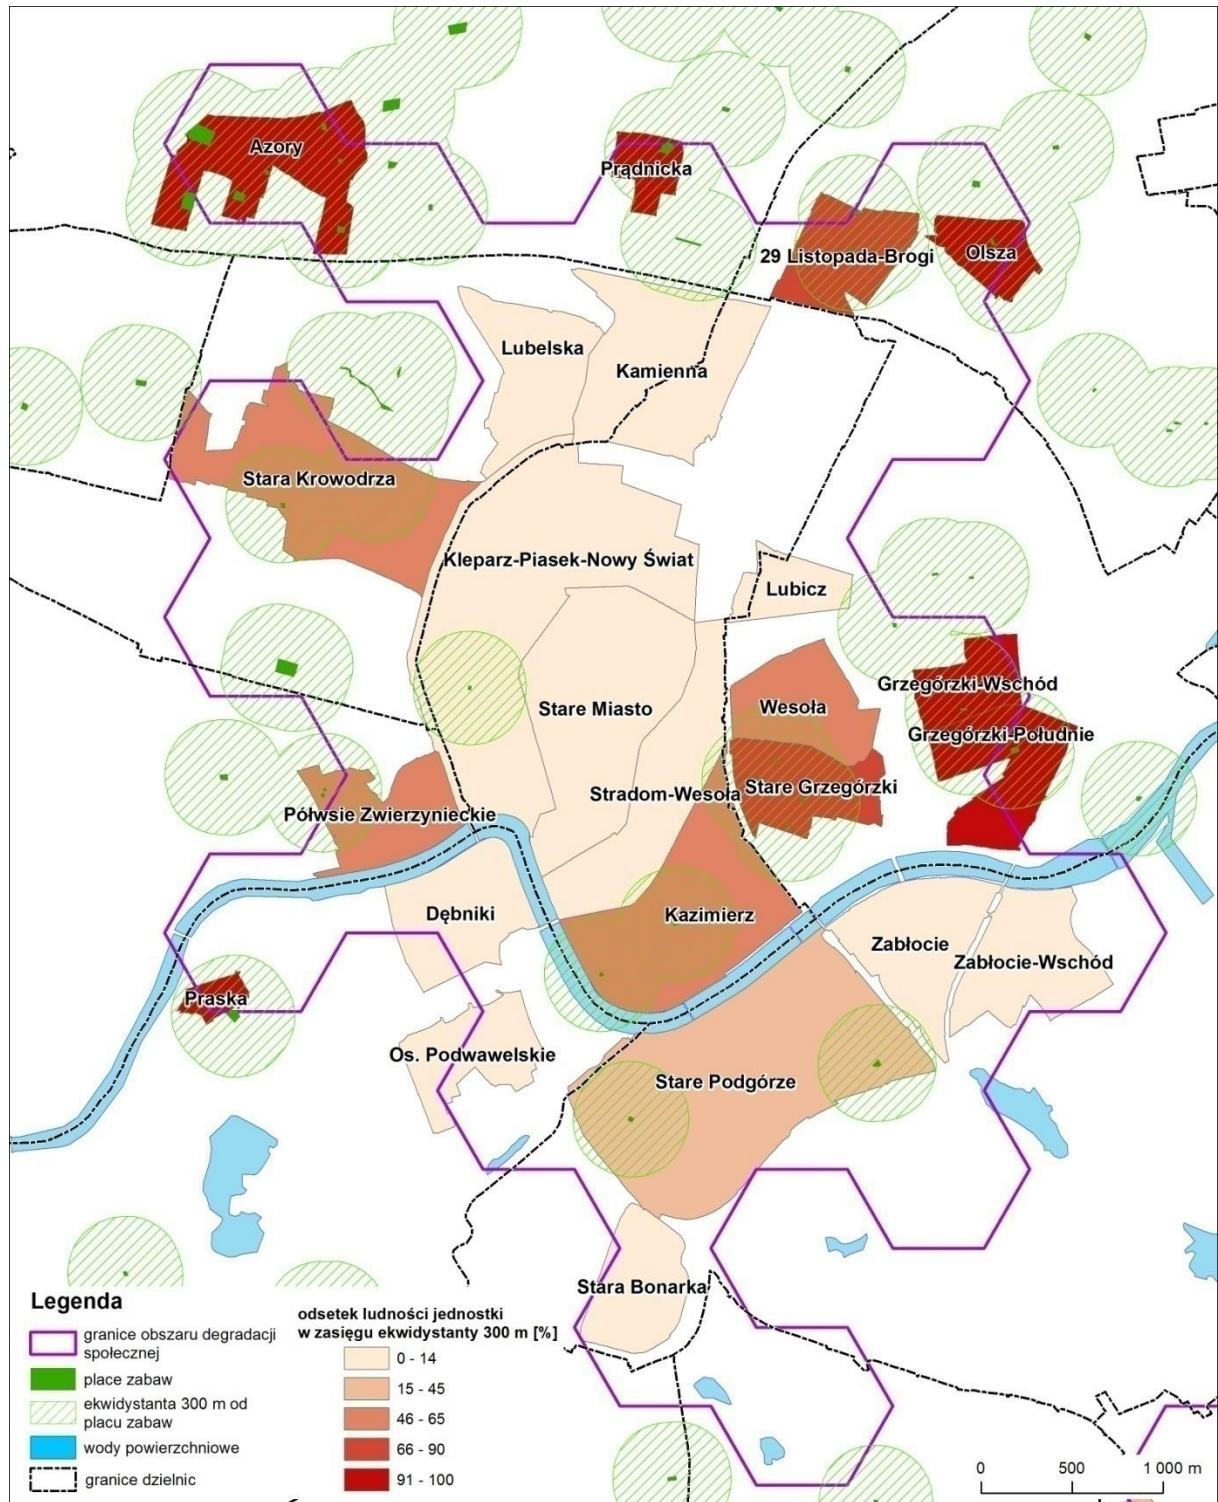 Azory
Prądnicka
29 Listopada-Brogi
Olsza
Lubelska
Kamienna
Stara Krowodrza
Kleparz-Piasek-Nowy Świat
Lubicz
Grzegórzki-Wschód
Stare Miasto
Wesoła
Grzegórzki-Południe
Stradom-Wesoła
Stare Grzegórzki
Półwsie Zwierzynieckie
Dębniki
Kazimierz
Zabłocie
Zabłocie-Wschód
Praska
Os. Podwawelskie
Stare Podgórze
Stara Bonarka
Legenda
granice obszaru degradacji
społecznej
place zabaw
ekwidystanta 300 m od
placu zabaw
wody powierzchniowe
granice dzielnic
odsetek ludności jednostki
w zasięgu ekwidystanty 300 m [%]
0 - 14
15 - 45
46 - 65
66 - 90
91 - 100
0 500 1 000 m